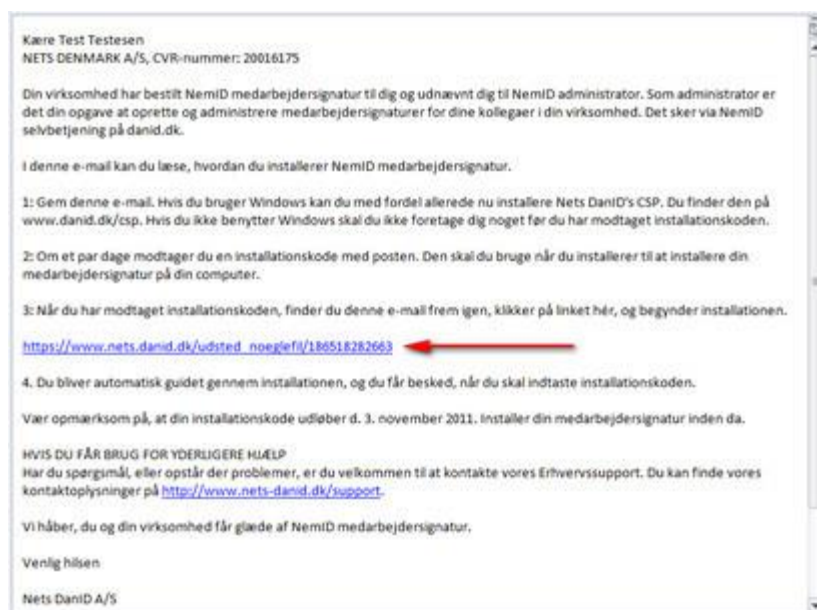 Kære Test Testesen
NETS DENMARK A/S, CVR-nummer: 20016175
Din virksomhed har bestilt NemID medarbejdersignatur til dig og udnævnt dig til NemID administrator. Som administrator er
det din opgave at oprette og administrere medarbejdersignaturer for dine kollegaer i din virksomhed. Det sker via NemID
selvbetjening på danid.dk.
I denne e-mail kan du læse, hvordan du installerer NemID medarbejdersignatur.
1: Gem denne e-mail. Hvis du bruger Windows kan du med fordel allerede nu installere Nets DanID's CSP. Du finder den på
www.danid.dk/csp. Hvis du ikke benytter Windows skal du ikke foretage dig noget før du har modtaget installationskoden.
2: Om et par dage modtager du en installationskode med posten. Den skal du bruge når du installerer til at installere din
medarbejdersignatur på din computer.
3: Når du har modtaget installationskoden, finder du denne e-mail frem igen, klikker på linket hér, og begynder installationen.
https://www.nets.danid.dk/udsted_noeglefil/186518282663
4. Du bliver automatisk guidet gennem installationen, og du får besked, når du skal indtaste installationskoden.
Vær opmærksom på, at din installationskode udløber d. 3. november 2011. Installer din medarbejdersignatur inden da.
HVIS DU FÅR BRUG FOR YDERLIGERE HJÆLP
Har du spørgsmål, eller opstår der problemer, er du velkommen til at kontakte vores Erhvervssupport. Du kan finde vores
kontaktoplysninger på http://www.nets-danid.dk/support.
Vi håber, du og din virksomhed får glæde af NemID medarbejdersignatur.
Venlig hilsen
Nets DanID A/S